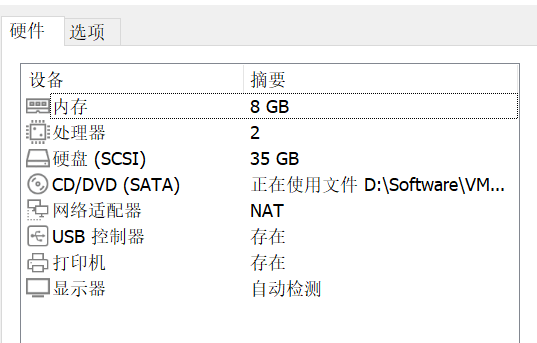 硬件 选项
设备 摘要
内存 8 GB
处理器 2
硬盘 (SCSI) 35 GB
CD/DVD (SATA) 正在使用文件 D:\Software\VM...
网络适配器 NAT
USB 控制器 存在
打印机 存在
显示器 自动检测